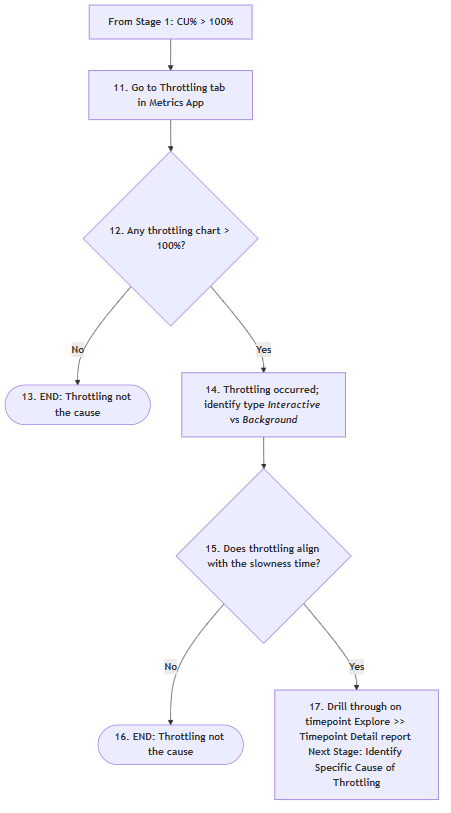 From Stage 1: CU% > 100%
11. Go to Throttling tab
in Metrics App
12. Any throttling chart >
100%?
No
Yes
13. END: Throttling not
the cause
14. Throttling occurred;
identify type Interactive
vs Background
15. Does throttling align
with the slowness time?
No
Yes
16. END: Throttling not
the cause
17. Drill through on
timepoint Explore >>
Timepoint Detail report
Next Stage: Identify
Specific Cause of
Throttling